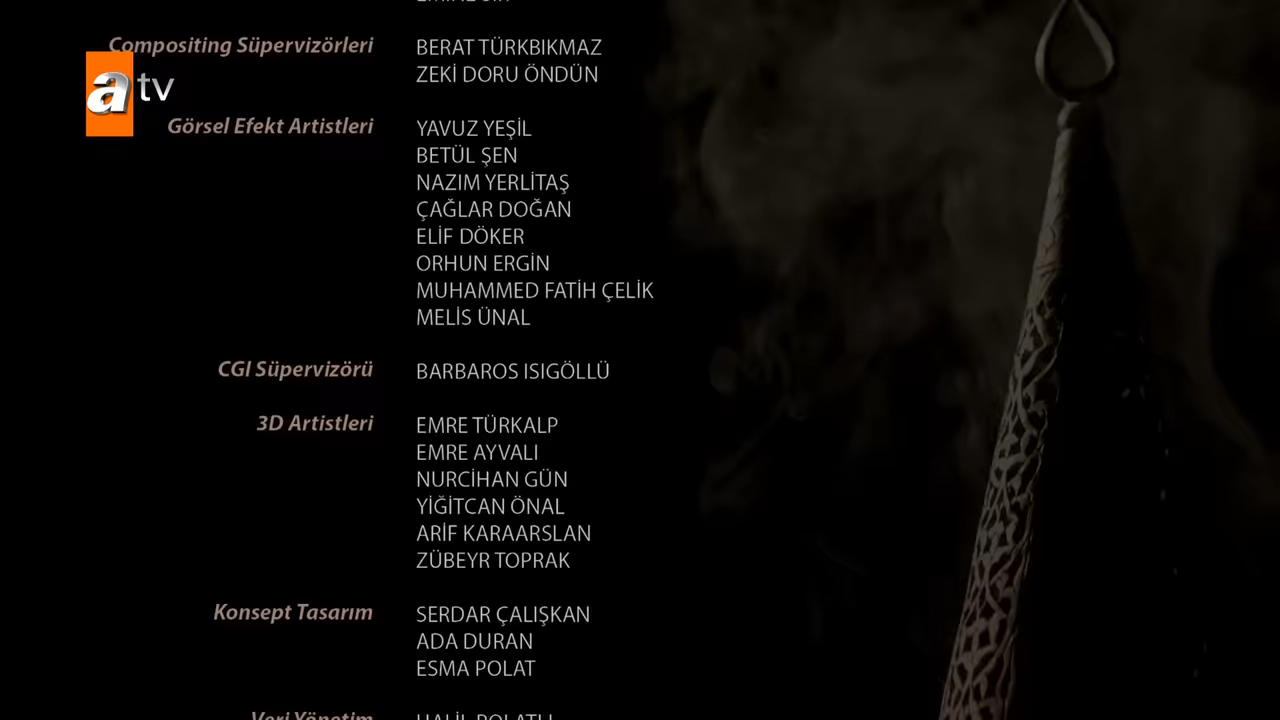 Compositing Süpervizörleri BERAT TÜRKBIKMAZ
ZEKİ DORU ÖNDÜN
atv
Görsel Efekt Artistleri YAVUZ YEŞİL
BETÜL ŞEN
NAZIM YERLİTAŞ
ÇAĞLAR DOĞAN
ELİF DÖKER
ORHUN ERGİN
MUHAMMED FATİH ÇELİK
MELİS ÜNAL
CGI Süpervizörü BARBAROS ISIGÖLLÜ
3D Artistleri EMRE TÜRKALP
EMRE AYVALI
NURCİHAN GÜN
YİĞİTCAN ÖNAL
ARİF KARAARSLAN
ZÜBEYR TOPRAK
Konsept Tasarım SERDAR ÇALIŞKAN
ADA DURAN
ESMA POLAT
Veri Yönetim HALİL